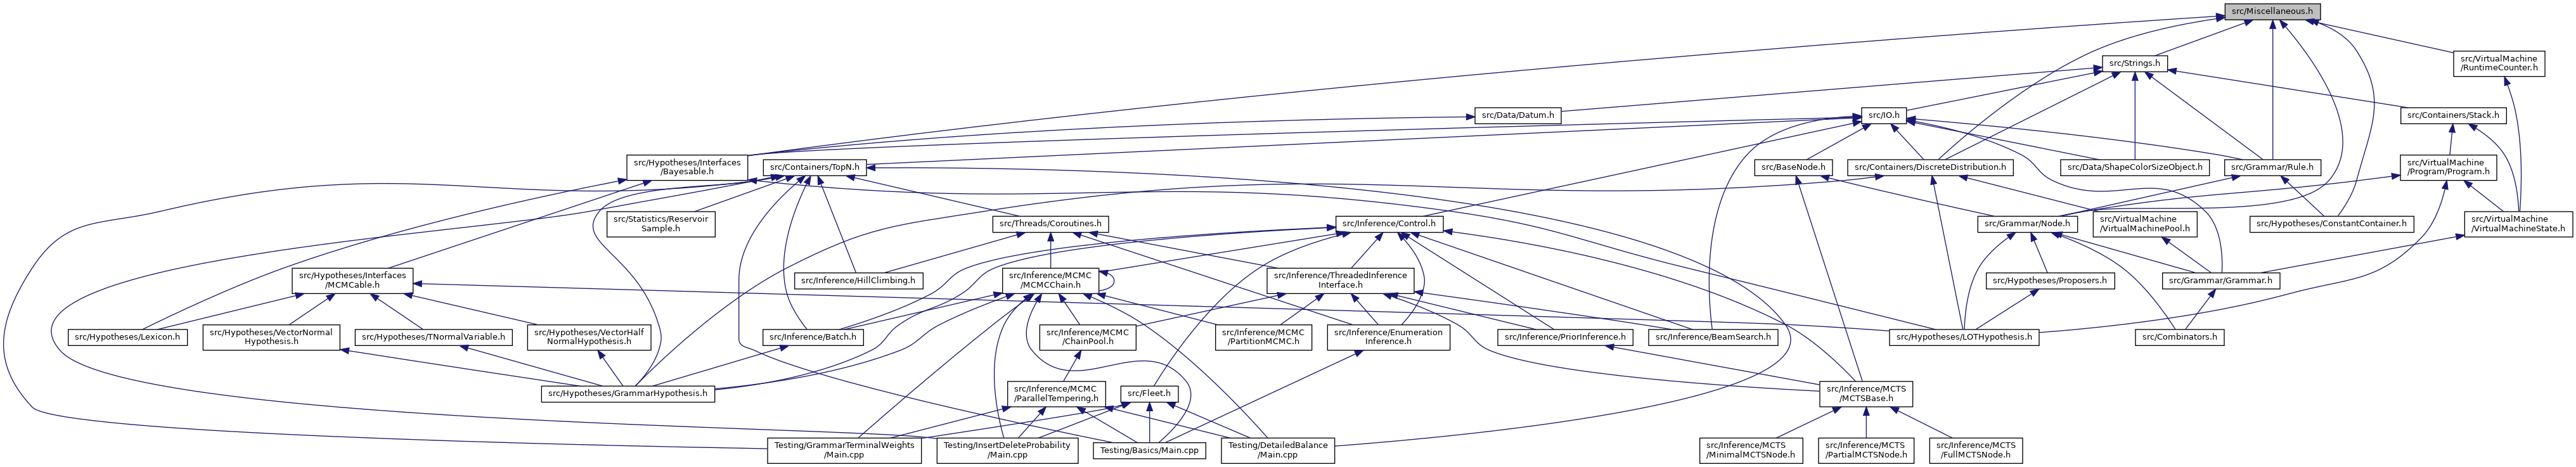 src/Miscellaneous.h
src/Strings.h
src/VirtualMachine
/RuntimeCounter.h
src/Data/Datum.h
src/IO.h
src/Containers/Stack.h
src/Hypotheses/Interfaces
/Bayesable.h
src/Containers/TopN.h
src/BaseNode.h
src/Containers/DiscreteDistribution.h
src/Data/ShapeColorSizeObject.h
src/Grammar/Rule.h
src/VirtualMachine
/Program/Program.h
src/Statistics/Reservoir
Sample.h
src/Threads/Coroutines.h
src/Inference/Control.h
src/Grammar/Node.h
src/VirtualMachine
/VirtualMachinePool.h
src/Hypotheses/ConstantContainer.h
src/VirtualMachine
/VirtualMachineState.h
src/Hypotheses/Interfaces
/MCMCable.h
src/Inference/HillClimbing.h
src/Inference/MCMC
/MCMCChain.h
src/Inference/ThreadedInference
Interface.h
src/Hypotheses/Proposers.h
src/Grammar/Grammar.h
src/Hypotheses/Lexicon.h
src/Hypotheses/VectorNormal
Hypothesis.h
src/Hypotheses/TNormalVariable.h
src/Hypotheses/VectorHalf
NormalHypothesis.h
src/Inference/Batch.h
src/Inference/MCMC
/ChainPool.h
src/Inference/MCMC
/PartitionMCMC.h
src/Inference/Enumeration
Inference.h
src/Inference/PriorInference.h
src/Inference/BeamSearch.h
src/Hypotheses/LOTHypothesis.h
src/Combinators.h
src/Hypotheses/GrammarHypothesis.h
src/Inference/MCMC
/ParallelTempering.h
src/Fleet.h
src/Inference/MCTS
/MCTSBase.h
Testing/GrammarTerminalWeights
/Main.cpp
Testing/InsertDeleteProbability
/Main.cpp
Testing/Basics/Main.cpp
Testing/DetailedBalance
/Main.cpp
src/Inference/MCTS
/MinimalMCTSNode.h
src/Inference/MCTS
/PartialMCTSNode.h
src/Inference/MCTS
/FullMCTSNode.h